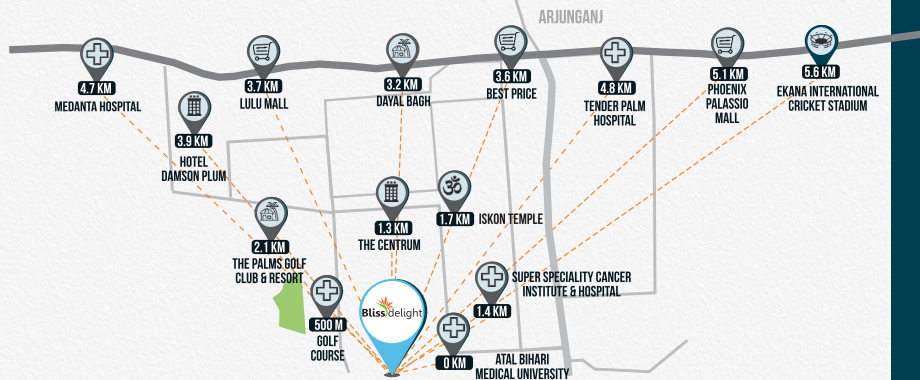 ARJUNGANJ
4.7 KM
MEDANTA HOSPITAL
3.7 KM
LULU MALL
3.2 KM
DAYAL BAGH
3.6 KM
BEST PRICE
4.8 KM
TENDER PALM
HOSPITAL
5.1 KM
PHOENIX
PALASSIO
MALL
5.6 KM
EKANA INTERNATIONAL
CRICKET STADIUM
3.9 KM
HOTEL
DAMSON PLUM
2.1 KM
THE PALMS GOLF
CLUB & RESORT
1.3 KM
THE CENTRUM
ॐ
1.7 KM
ISKON TEMPLE
SUPER SPECIALITY CANCER
INSTITUTE & HOSPITAL
1.4 KM
500 M
GOLF
COURSE
Bliss delight
0 KM
ATAL BIHARI
MEDICAL UNIVERSITY